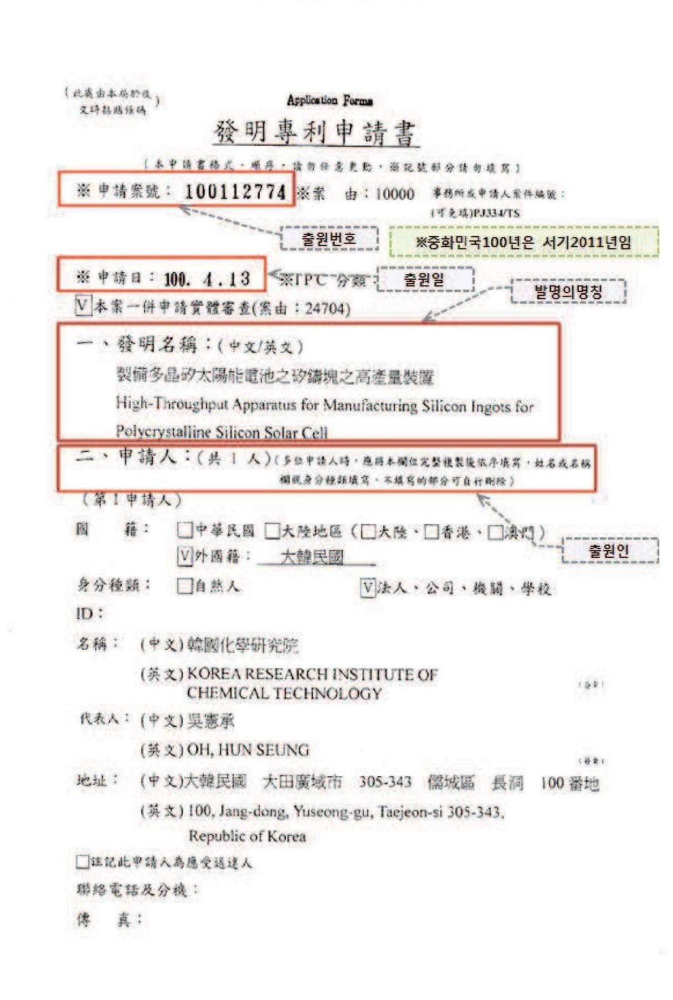 (此處由本局於收
文時黏貼條碼)
Application Forms
發明專利申請書
(本申請書格式、順序，請勿任意更動，※記號部分請勿填寫)
※申請案號：100112774 ※案 由：10000 事務所或申請人案件編號：
(可免填)PJ334/TS
출원번호
※중화민국100년은 서기2011년임
※申請日：100. 4.13 ※IPC 分類：
출원일
발명의명칭
V本案一併申請實體審查(案由：24704)
一、發明名稱：(中文/英文)
製備多晶矽太陽能電池之矽鑄塊之高產量裝置
High-Throughput Apparatus for Manufacturing Silicon Ingots for
Polycrystalline Silicon Solar Cell
二、申請人：(共 1 人)(多位申請人時，應將本欄位完整複製後依序填寫，姓名或名稱
欄視身分種類填寫，不填寫的部分可自行刪除)
(第1申請人)
國 籍：□中華民國 □大陸地區(□大陸、□香港、□澳門)
출원인
V外國籍：大韓民國
身分種類：□自然人 V法人、公司、機關、學校
ID：
名稱：(中文)韓國化學研究院
(英文)KOREA RESEARCH INSTITUTE OF
CHEMICAL TECHNOLOGY
(簽章)
代表人：(中文)吳憲承
(英文)OH, HUN SEUNG
(簽章)
地址：(中文)大韓民國 大田廣域市 305-343 儒城區 長洞 100番地
(英文)100, Jang-dong, Yuseong-gu, Taejeon-si 305-343,
Republic of Korea
□註記此申請人為應受送達人
聯絡電話及分機：
傳 真：